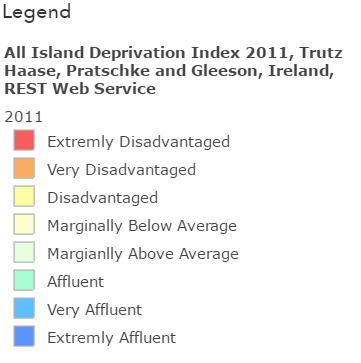 Legend
All Island Deprivation Index 2011, Trutz
Haase, Pratschke and Gleeson, Ireland,
REST Web Service
2011
Extremly Disadvantaged
Very Disadvantaged
Disadvantaged
Marginally Below Average
Margianlly Above Average
Affluent
Very Affluent
Extremly Affluent